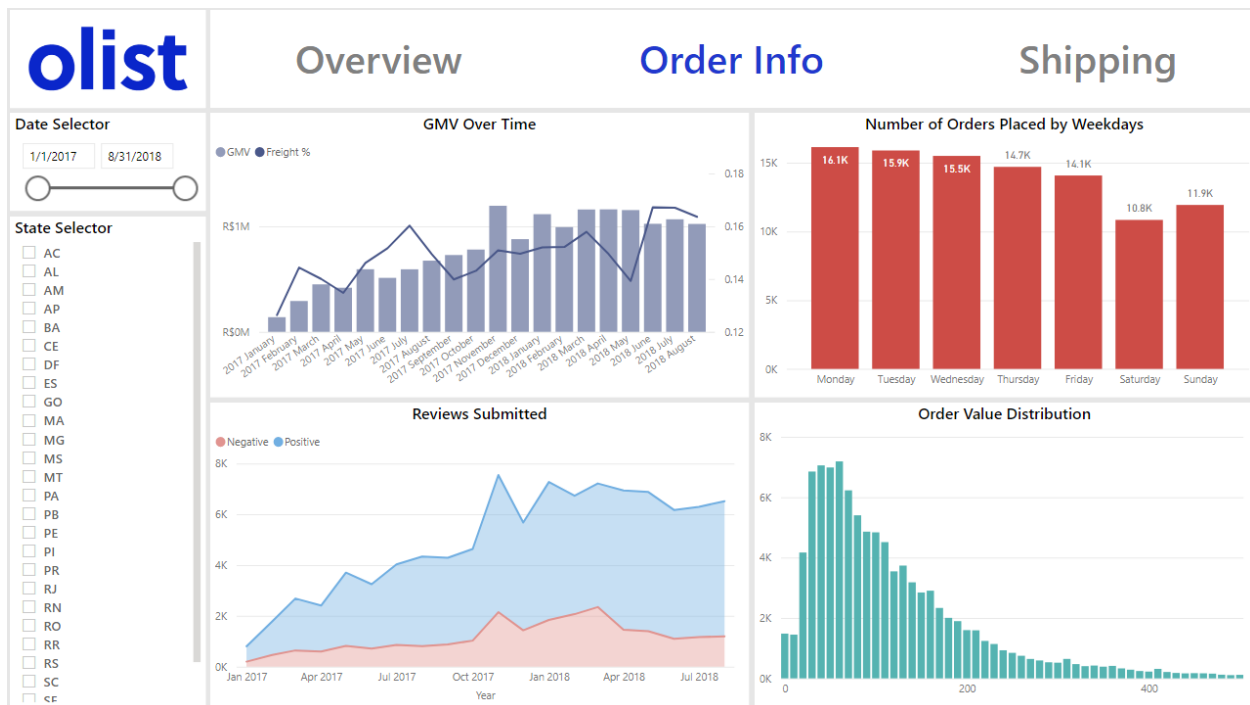 olist
Overview
Order Info
Shipping
Date Selector
1/1/2017
8/31/2018
State Selector
AC
AL
AM
AP
BA
CE
DF
ES
GO
MA
MG
MS
MT
PA
PB
PE
PI
PR
RJ
RN
RO
RR
RS
SC
SE
GMV Over Time
GMV Freight %
0.18
R$1M
0.16
0.14
R$0M
0.12
2017 January
2017 February
2017 March
2017 April
2017 May
2017 June
2017 July
2017 August
2017 September
2017 October
2017 November
2017 December
2018 January
2018 February
2018 March
2018 April
2018 May
2018 June
2018 July
2018 August
Number of Orders Placed by Weekdays
15K
10K
5K
0K
16.1K
15.9K
15.5K
14.7K
14.1K
10.8K
11.9K
Monday
Tuesday
Wednesday
Thursday
Friday
Saturday
Sunday
Reviews Submitted
Negative Positive
8K
6K
4K
2K
0K
Jan 2017
Apr 2017
Jul 2017
Oct 2017
Jan 2018
Apr 2018
Jul 2018
Year
Order Value Distribution
8K
6K
4K
2K
0K
0
200
400